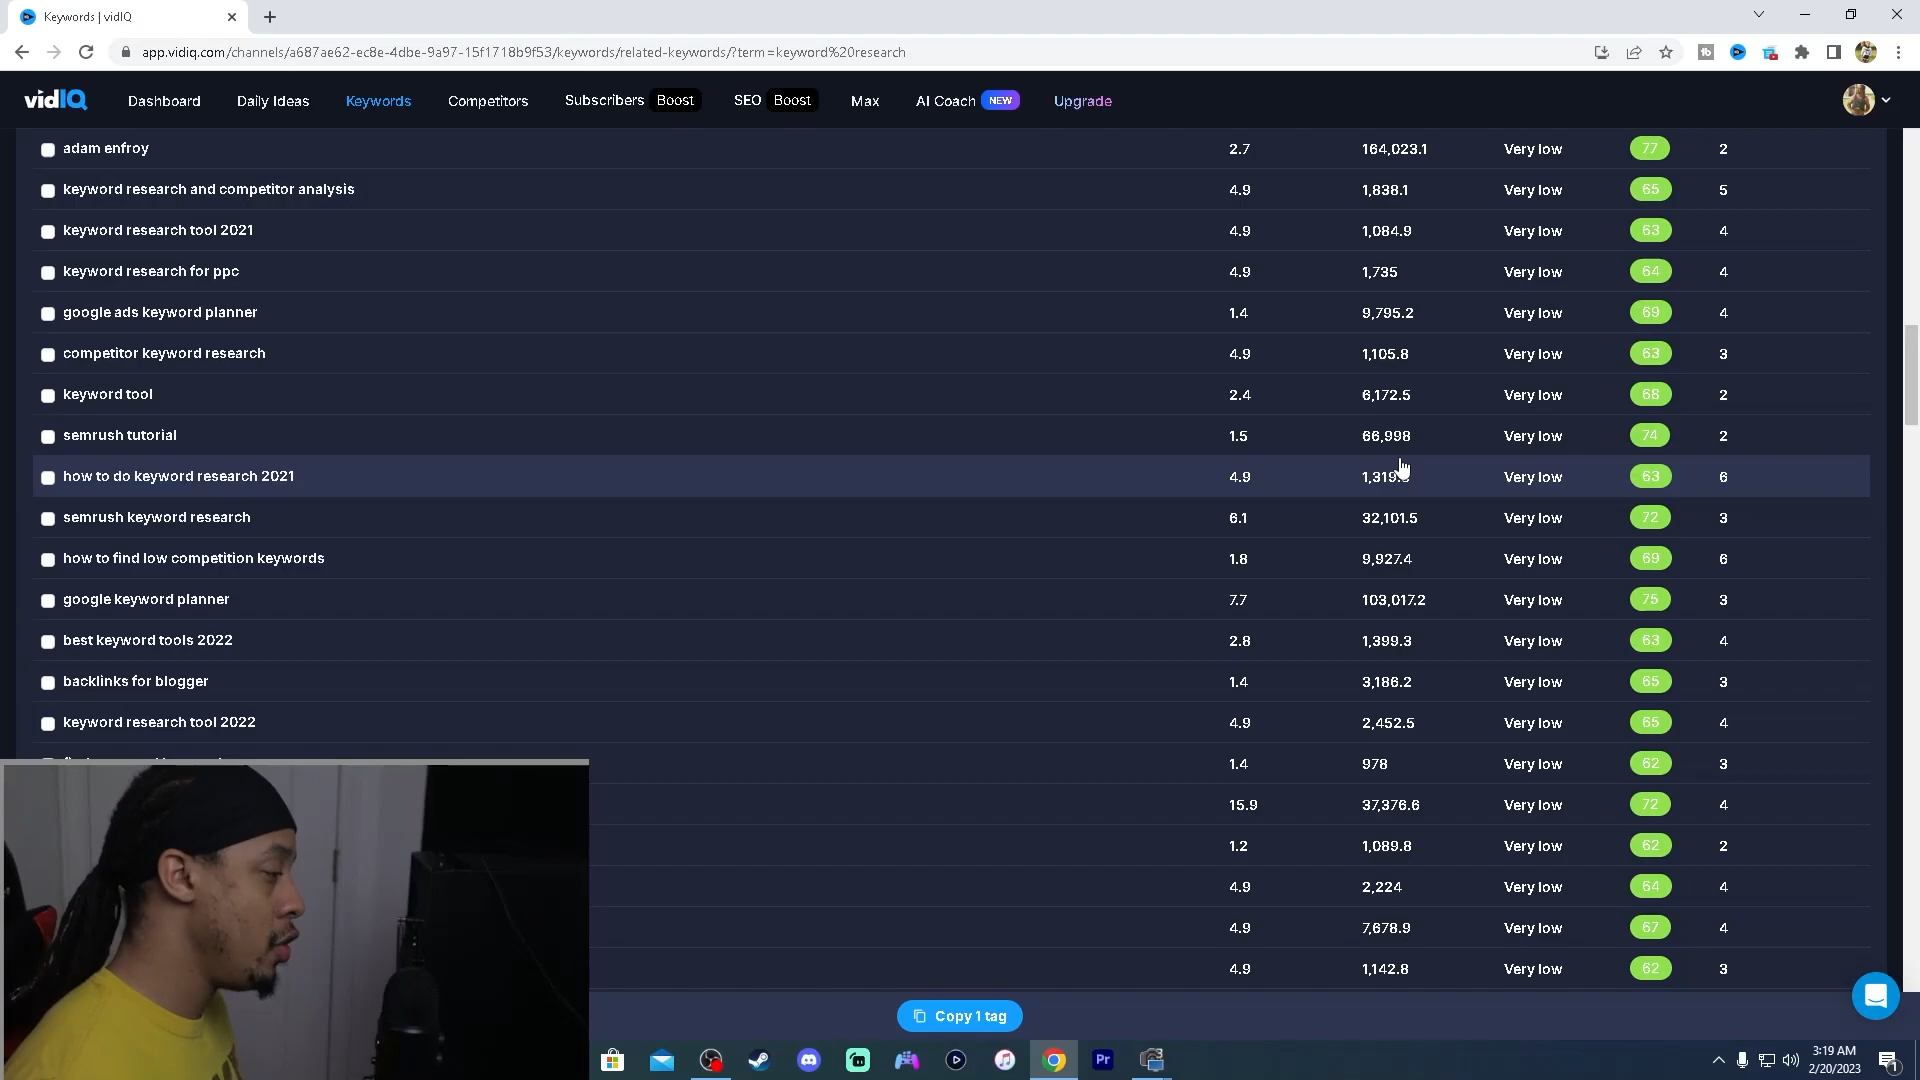 Keywords | vidIQ
app.vidiq.com/channels/a687ae62-ec8e-4dbe-9a97-15f1718b9f53/keywords/related-keywords/?term=keyword%20research
vidIQ Dashboard Daily Ideas Keywords Competitors Subscribers Boost SEO Boost Max AI Coach NEW Upgrade
adam enfroy 2.7 164,023.1 Very low 77 2
keyword research and competitor analysis 4.9 1,838.1 Very low 65 5
keyword research tool 2021 4.9 1,084.9 Very low 63 4
keyword research for ppc 4.9 1,735 Very low 64 4
google ads keyword planner 1.4 9,795.2 Very low 69 4
competitor keyword research 4.9 1,105.8 Very low 63 3
keyword tool 2.4 6,172.5 Very low 68 2
semrush tutorial 1.5 66,998 Very low 74 2
how to do keyword research 2021 4.9 Very low 63 6
semrush keyword research 6.1 32,101.5 Very low 72 3
how to find low competition keywords 1.8 9,927.4 Very low 69 6
google keyword planner 7.7 103,017.2 Very low 75 3
best keyword tools 2022 2.8 1,399.3 Very low 63 4
backlinks for blogger 1.4 3,186.2 Very low 65 3
keyword research tool 2022 4.9 2,452.5 Very low 65 4
1.4 978 Very low 62 3
15.9 37,376.6 Very low 72 4
1.2 1,089.8 Very low 62 2
4.9 2,224 Very low 64 4
4.9 7,678.9 Very low 67 4
4.9 1,142.8 Very low 62 3
Copy 1 tag
Pr
3:19 AM
2/20/2023
1